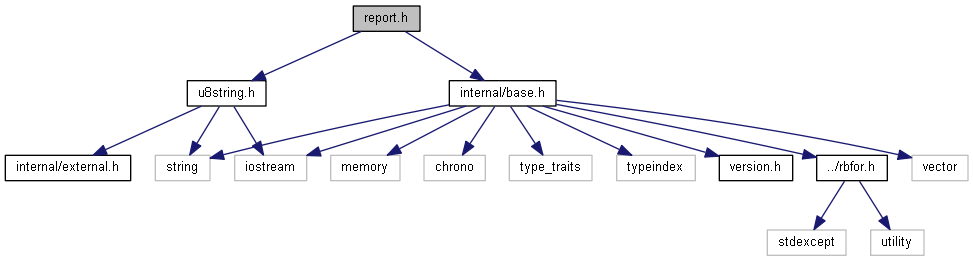 report.h
u8string.h
internal/base.h
internal/external.h
string
iostream
memory
chrono
type_traits
typeindex
version.h
../rbfor.h
vector
stdexcept
utility